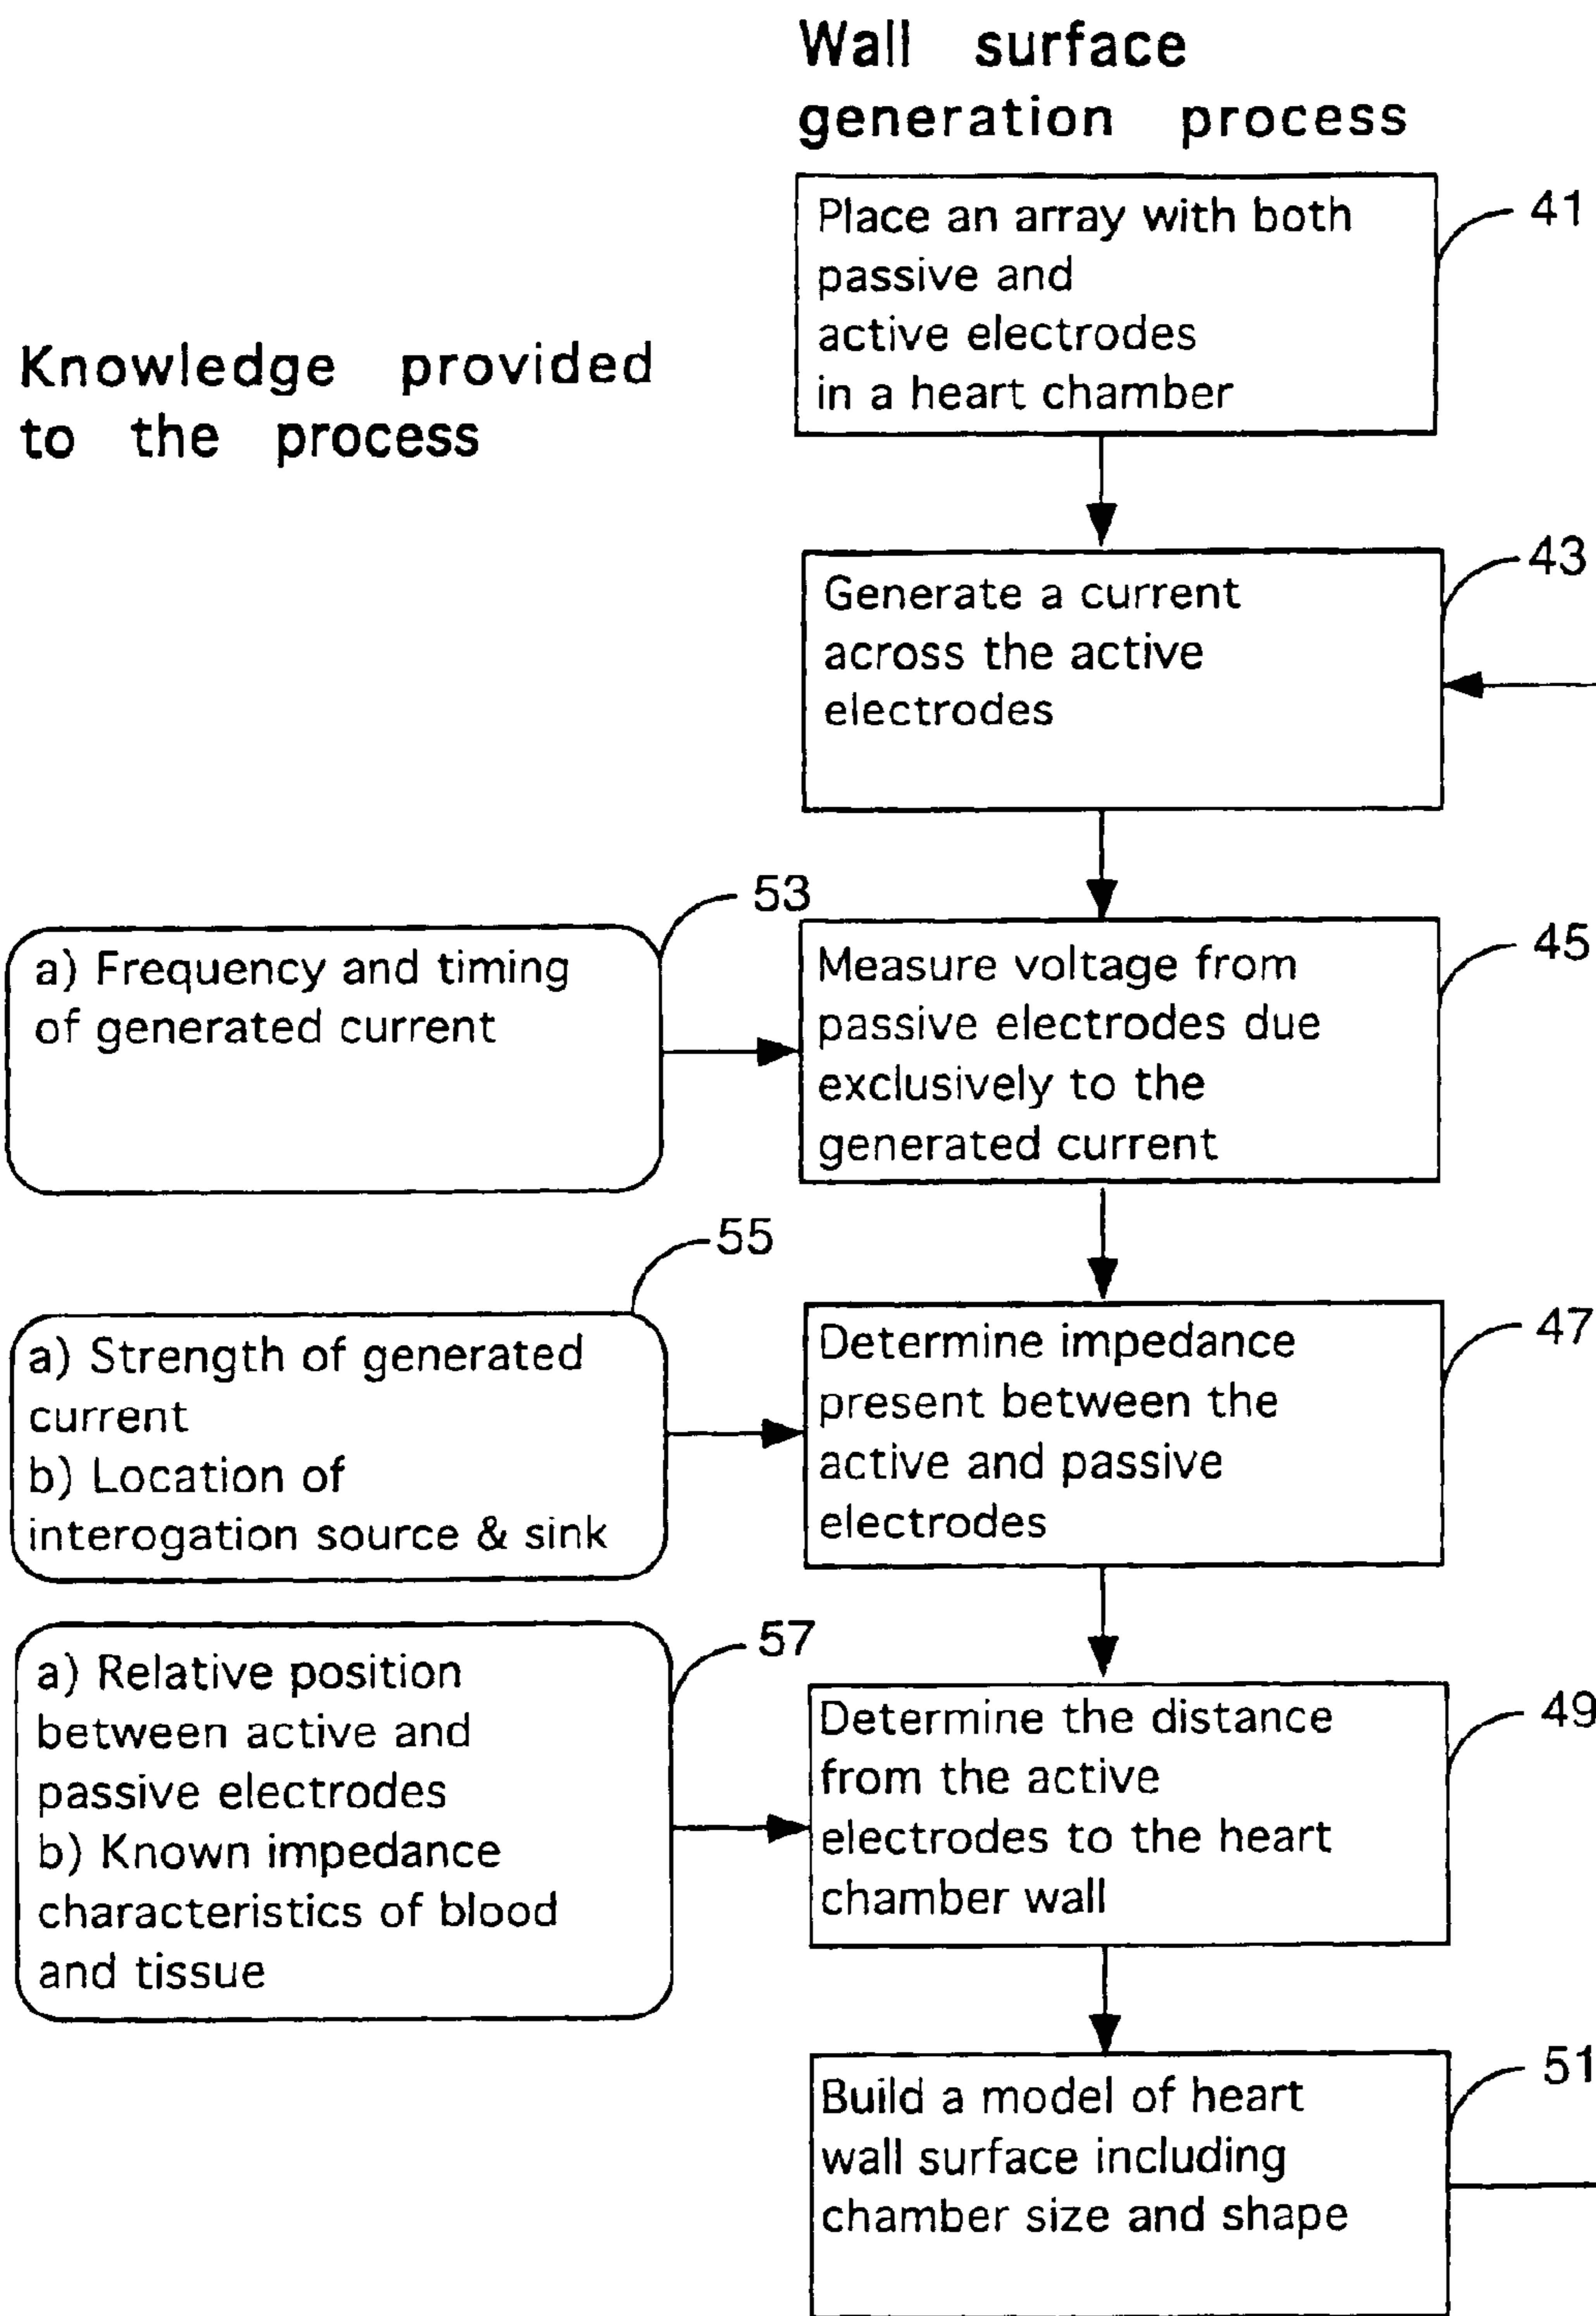 Wall surface
generation process
Place an array with both
passive and
active electrodes
in a heart chamber
41
Knowledge provided
to the process
Generate a current
across the active
electrodes
43
53
a) Frequency and timing
of generated current
Measure voltage from
passive electrodes due
exclusively to the
generated current
45
55
a) Strength of generated
current
b) Location of
interogation source & sink
Determine impedance
present between the
active and passive
electrodes
47
57
a) Relative position
between active and
passive electrodes
b) Known impedance
characteristics of blood
and tissue
Determine the distance
from the active
electrodes to the heart
chamber wall
49
Build a model of heart
wall surface including
chamber size and shape
51